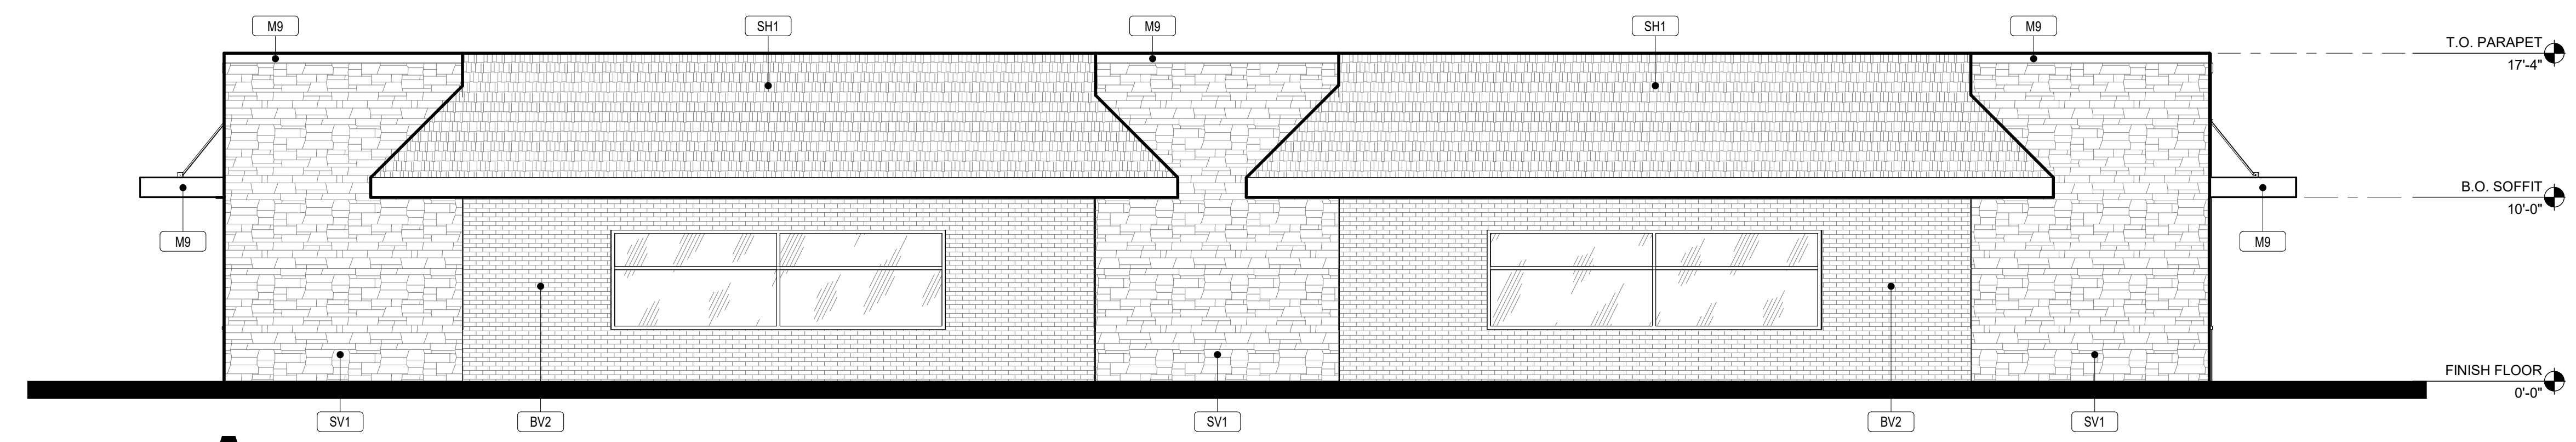 M9
SH1
M9
SH1
M9
T.O. PARAPET
17'-4"
B.O. SOFFIT
10'-0"
M9
M9
FINISH FLOOR
0'-0"
SV1
BV2
SV1
BV2
SV1